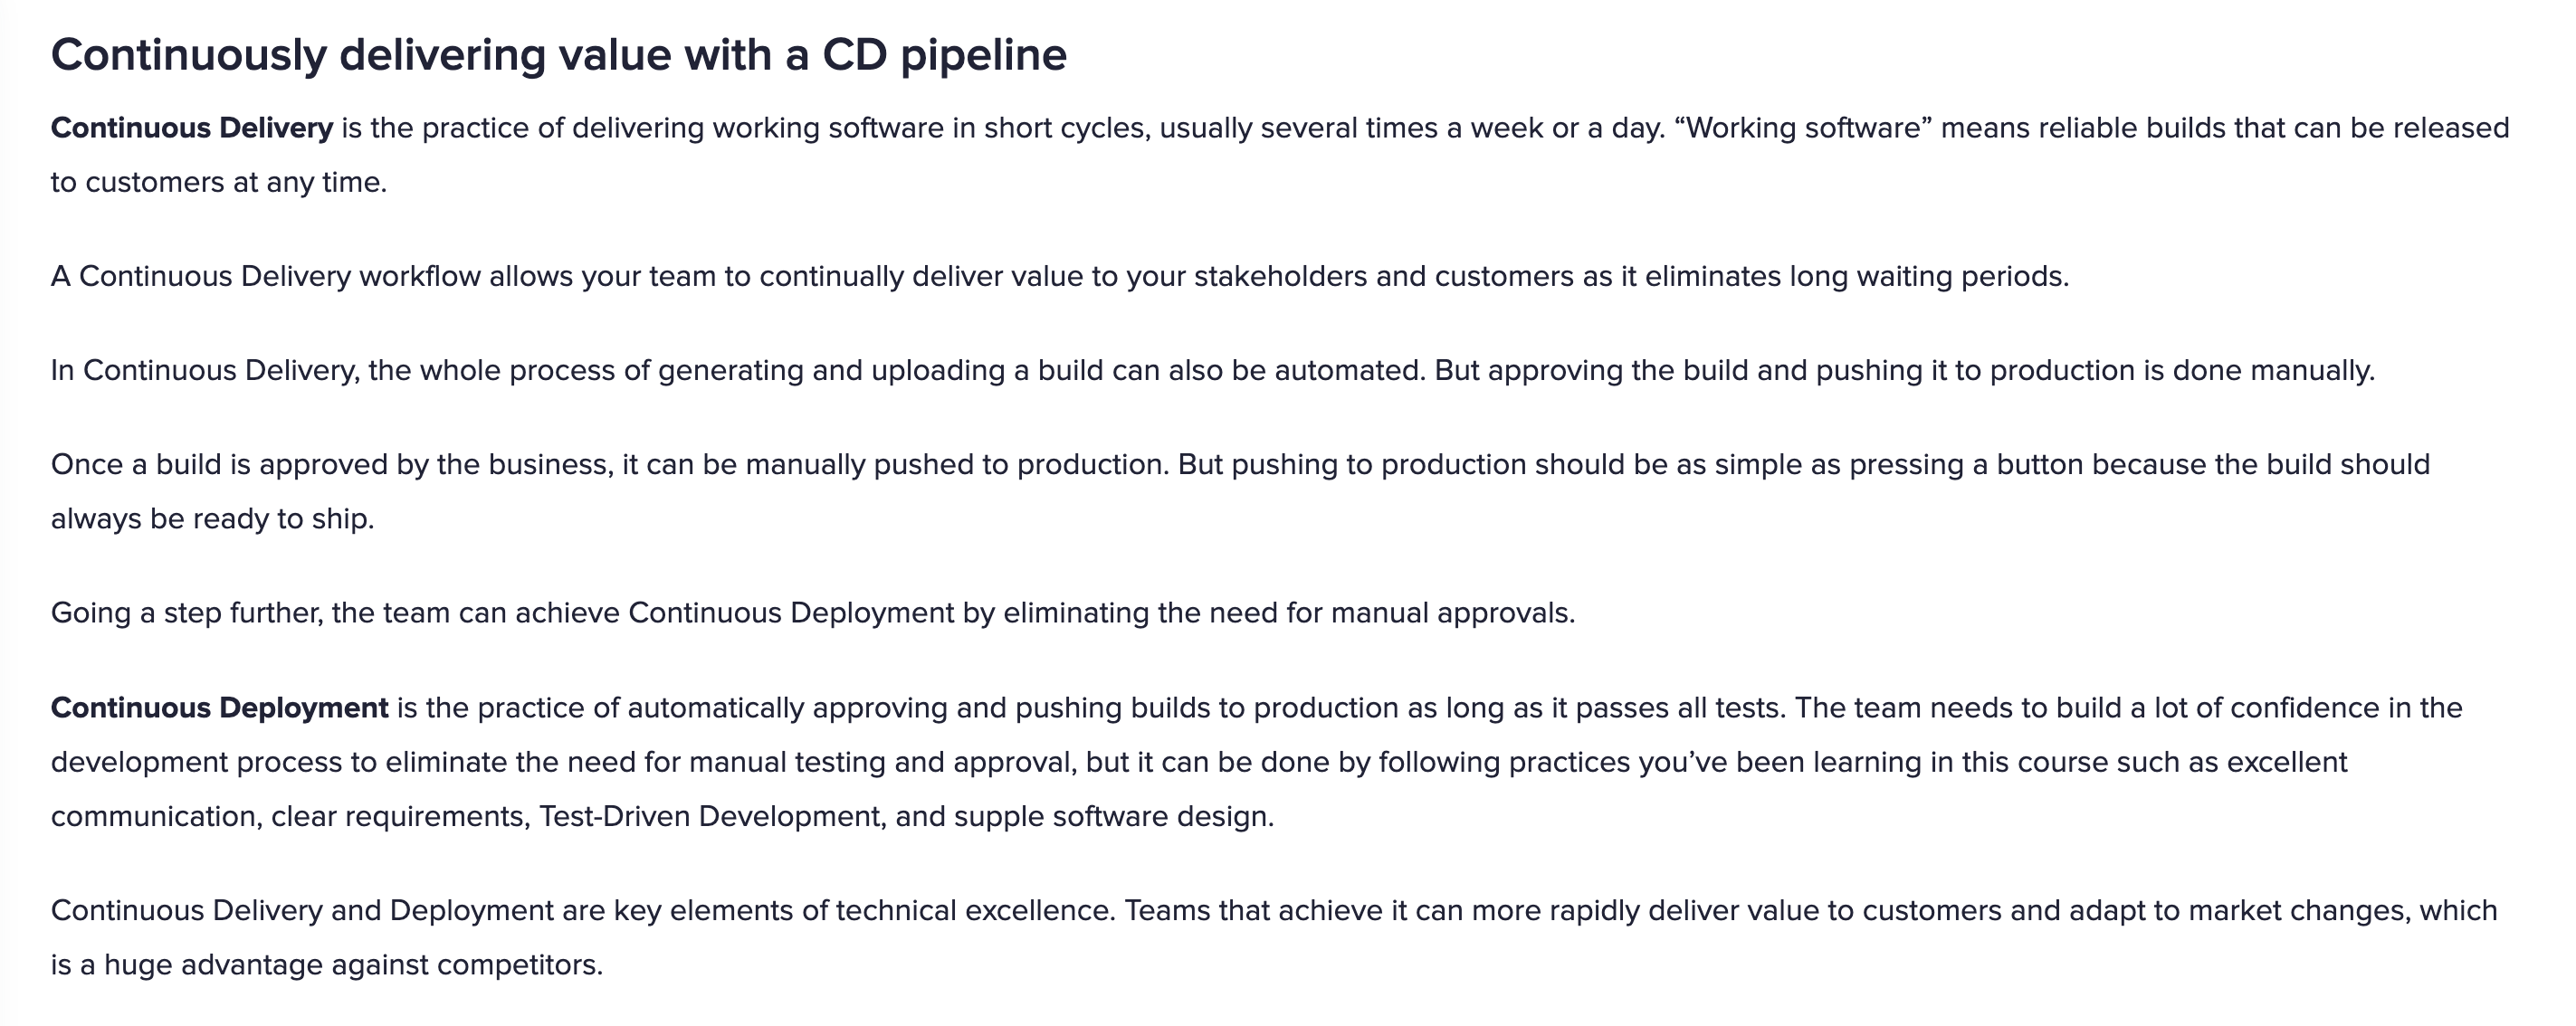 Continuously delivering value with a CD pipeline
Continuous Delivery is the practice of delivering working software in short cycles, usually several times a week or a day. “Working software” means reliable builds that can be released
to customers at any time.
A Continuous Delivery workflow allows your team to continually deliver value to your stakeholders and customers as it eliminates long waiting periods.
In Continuous Delivery, the whole process of generating and uploading a build can also be automated. But approving the build and pushing it to production is done manually.
Once a build is approved by the business, it can be manually pushed to production. But pushing to production should be as simple as pressing a button because the build should
always be ready to ship.
Going a step further, the team can achieve Continuous Deployment by eliminating the need for manual approvals.
Continuous Deployment is the practice of automatically approving and pushing builds to production as long as it passes all tests. The team needs to build a lot of confidence in the
development process to eliminate the need for manual testing and approval, but it can be done by following practices you’ve been learning in this course such as excellent
communication, clear requirements, Test-Driven Development, and supple software design.
Continuous Delivery and Deployment are key elements of technical excellence. Teams that achieve it can more rapidly deliver value to customers and adapt to market changes, which
is a huge advantage against competitors.